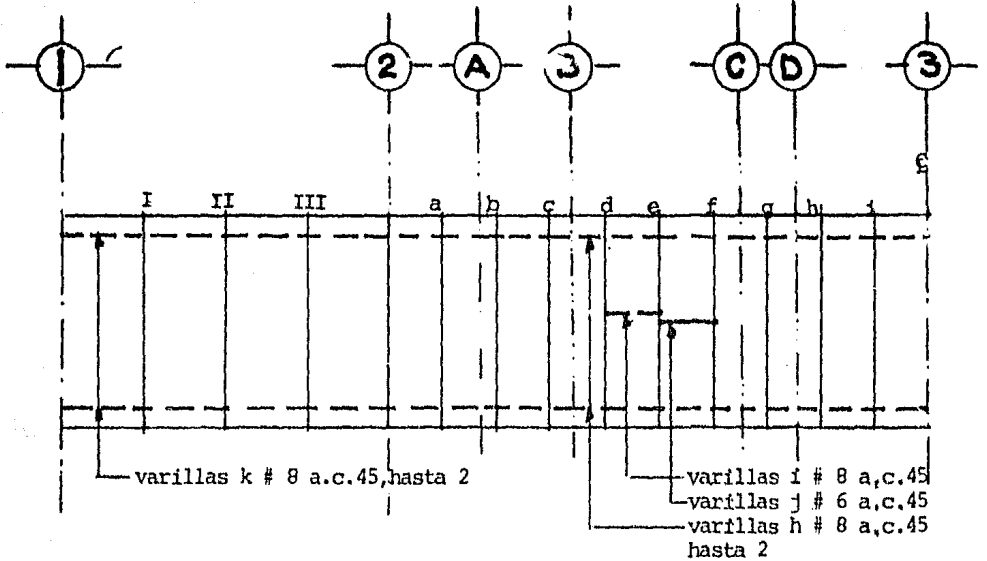 1 2 A 3 C D 3
₤
I II III a b c d e f g h i
varillas k # 8 a.c.45,hasta 2
varillas i # 8 a.c.45
varillas j # 6 a.c.45
varillas h # 8 a.c.45
hasta 2